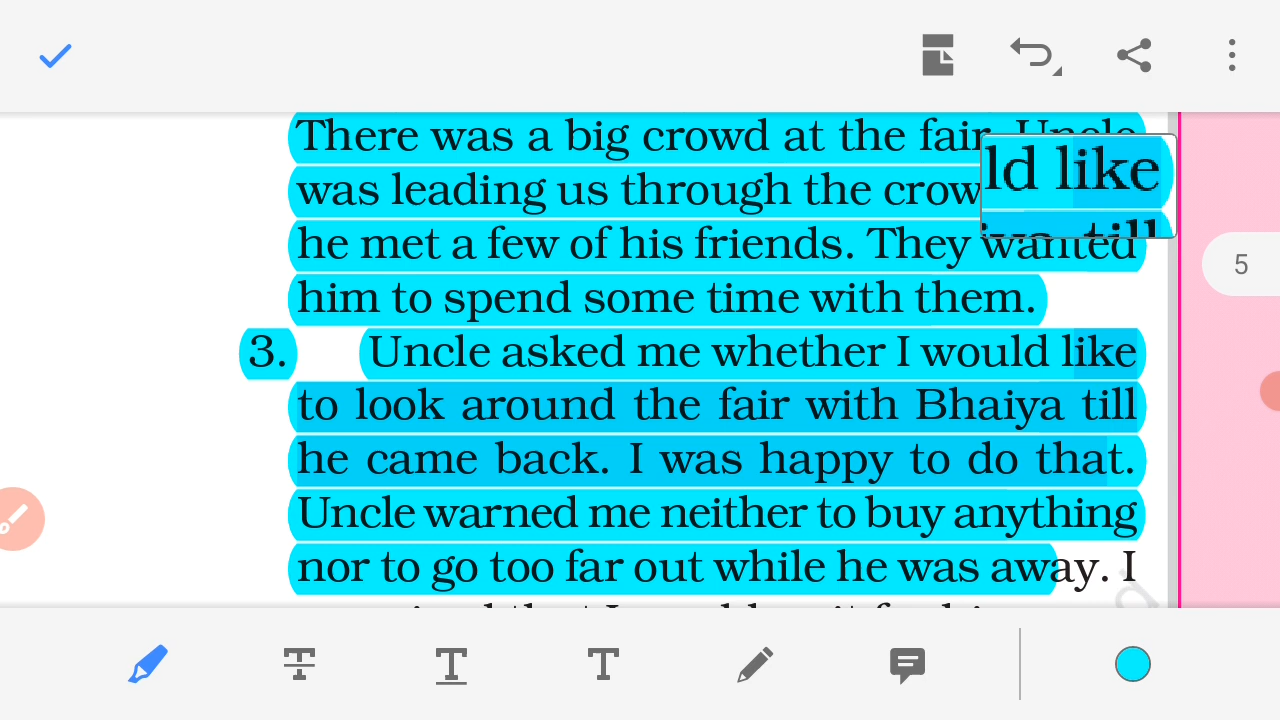 There was a big crowd at the fair. Uncle
was leading us through the crow
ld like
he met a few of his friends. They wanted
him to spend some time with them.
3. Uncle asked me whether I would like
to look around the fair with Bhaiya till
he came back. I was happy to do that.
Uncle warned me neither to buy anything
nor to go too far out while he was away. I
5